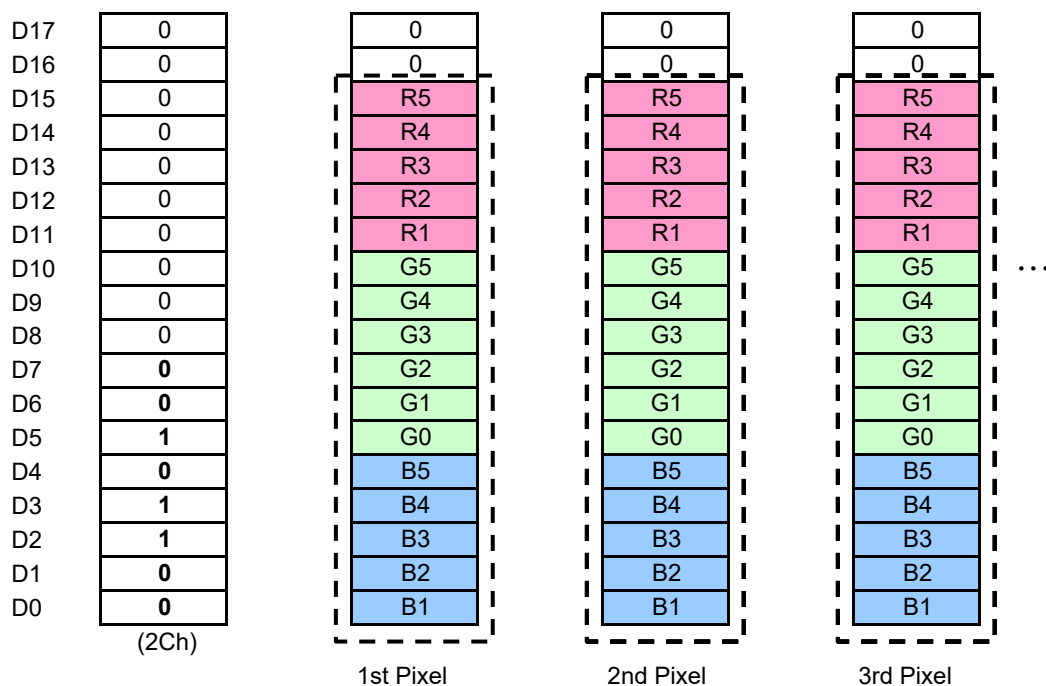 D17 0 0 0 0
D16 0 0 0 0
D15 0 R5 R5 R5
D14 0 R4 R4 R4
D13 0 R3 R3 R3
D12 0 R2 R2 R2
D11 0 R1 R1 R1
D10 0 G5 G5 G5 ...
D9 0 G4 G4 G4
D8 0 G3 G3 G3
D7 0 G2 G2 G2
D6 0 G1 G1 G1
D5 1 G0 G0 G0
D4 0 B5 B5 B5
D3 1 B4 B4 B4
D2 1 B3 B3 B3
D1 0 B2 B2 B2
D0 0 B1 B1 B1
(2Ch)
1st Pixel 2nd Pixel 3rd Pixel